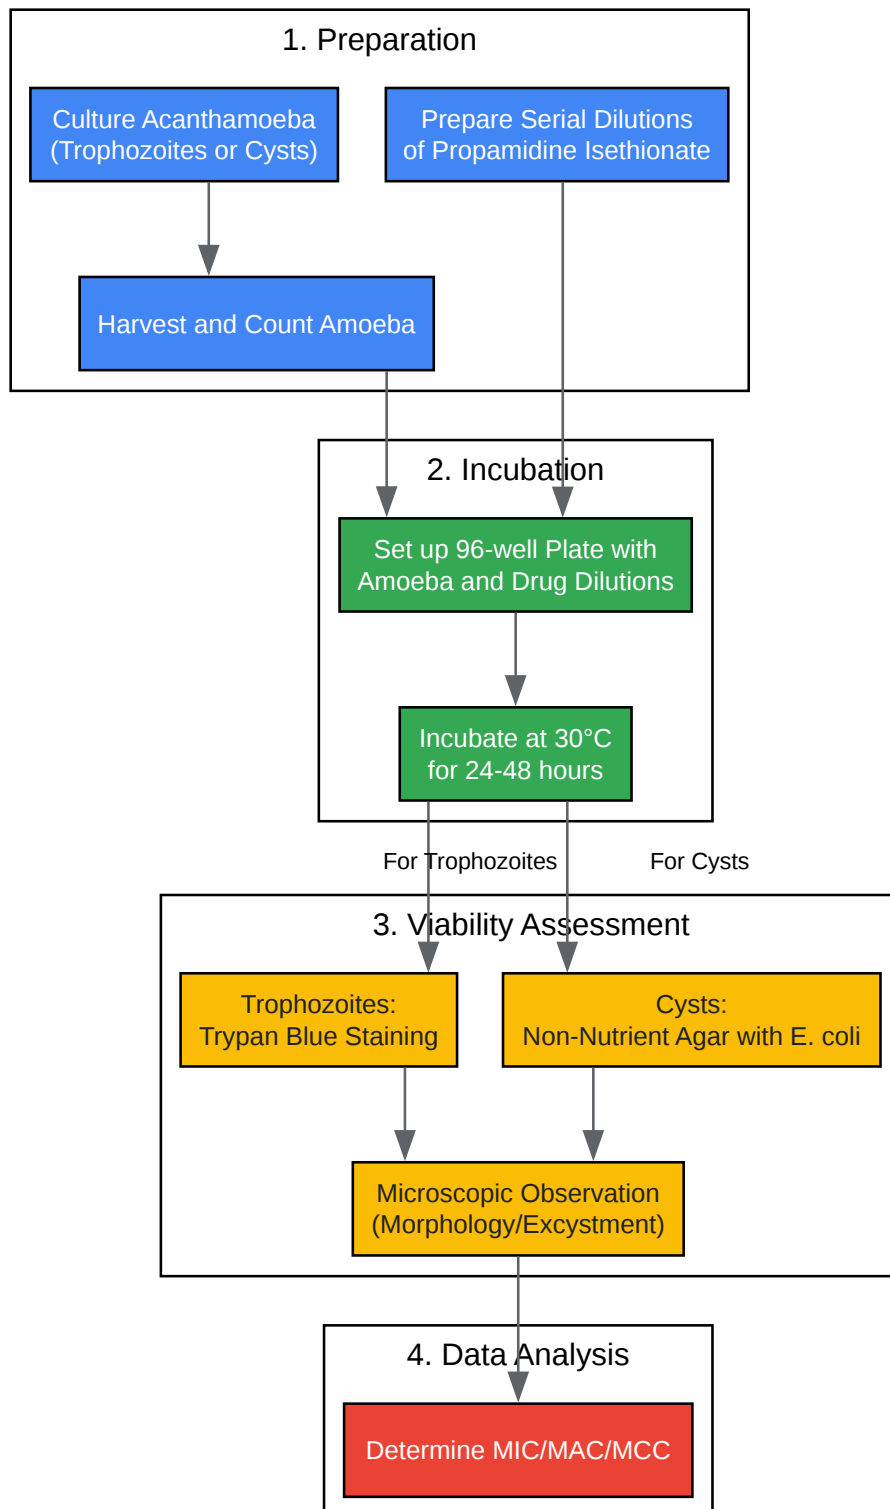 1. Preparation
Culture Acanthamoeba
(Trophozoites or Cysts)
Prepare Serial Dilutions
of Propamidine Isethionate
Harvest and Count Amoeba
2. Incubation
Set up 96-well Plate with
Amoeba and Drug Dilutions
Incubate at 30°C
for 24-48 hours
For Trophozoites
For Cysts
3. Viability Assessment
Trophozoites:
Trypan Blue Staining
Cysts:
Non-Nutrient Agar with E. coli
Microscopic Observation
(Morphology/Excystment)
4. Data Analysis
Determine MIC/MAC/MCC